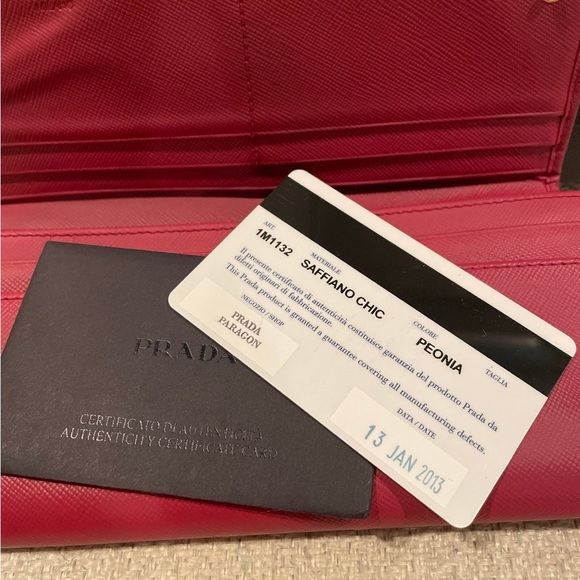 PRADA
CERTIFICATO DI AUTENTICITÀ
AUTHENTICITY CERTIFICATE CARD
ART
1M1132
MATERIALE
SAFFIANO CHIC
COLORE
PEONIA
TAGLIA
Il presente certificato di autenticità costituisce garanzia del prodotto Prada da
difetti originari di fabbricazione.
This Prada product is granted a guarantee covering all manufacturing defects.
NEGOZIO / SHOP
PRADA
PARAGON
DATA / DATE
13 JAN 2013